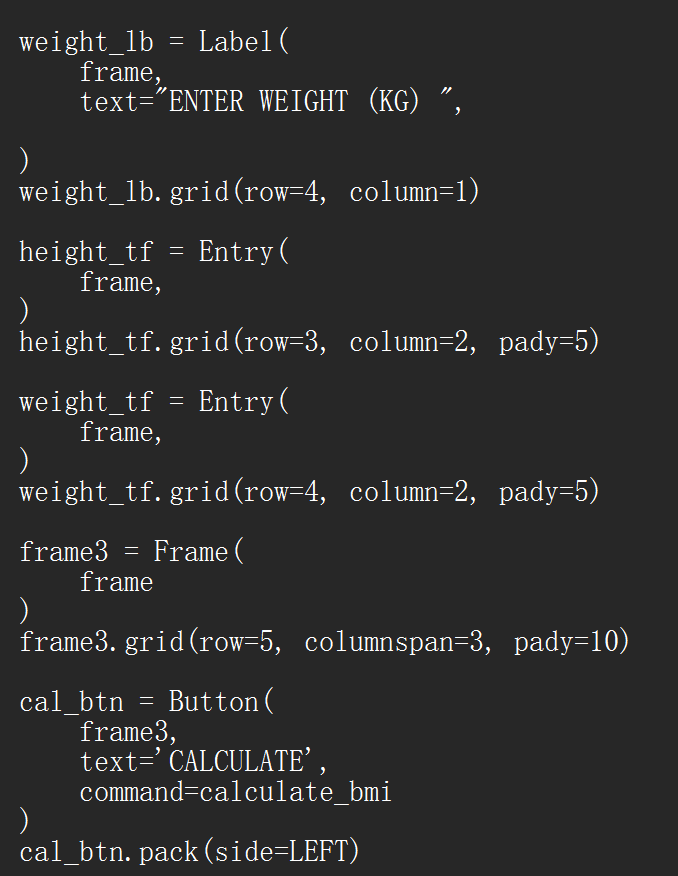 weight_lb = Label(
    frame,
    text="ENTER WEIGHT (KG) ",
)
weight_lb.grid(row=4, column=1)
height_tf = Entry(
    frame,
)
height_tf.grid(row=3, column=2, pady=5)
weight_tf = Entry(
    frame,
)
weight_tf.grid(row=4, column=2, pady=5)
frame3 = Frame(
    frame
)
frame3.grid(row=5, columnspan=3, pady=10)
cal_btn = Button(
    frame3,
    text='CALCULATE',
    command=calculate_bmi
)
cal_btn.pack(side=LEFT)